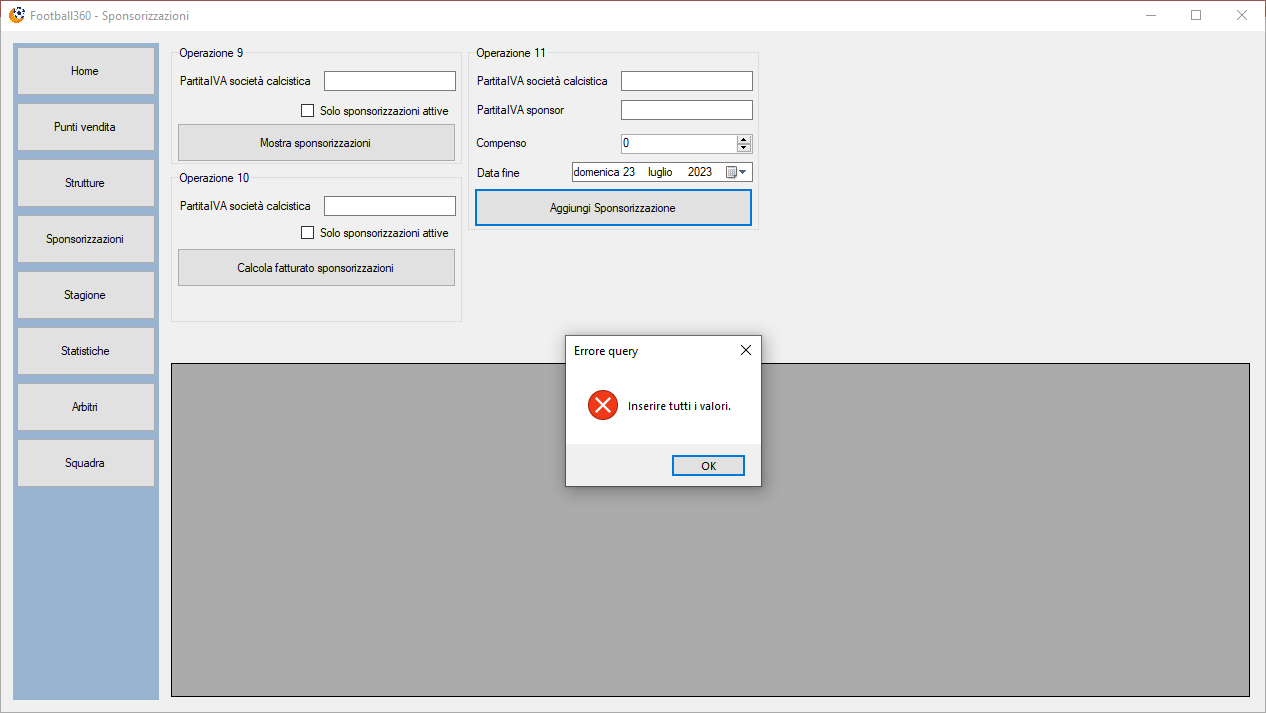 Football360 - Sponsorizzazioni
Home
Punti vendita
Strutture
Sponsorizzazioni
Stagione
Statistiche
Arbitri
Squadra
Operazione 9
PartitaIVA società calcistica
Solo sponsorizzazioni attive
Mostra sponsorizzazioni
Operazione 10
PartitaIVA società calcistica
Solo sponsorizzazioni attive
Calcola fatturato sponsorizzazioni
Operazione 11
PartitaIVA società calcistica
PartitaIVA sponsor
Compenso 0
Data fine domenica 23 luglio 2023
Aggiungi Sponsorizzazione
Errore query
Inserire tutti i valori.
OK